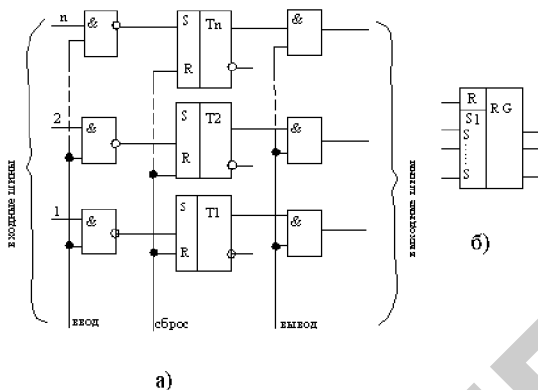 n
&
S
Tn
&
R
2
&
S
T2
&
R
1
&
S
T1
&
R
входные шины
выходные шины
ввод
сброс
вывод
а)
R
RG
S1
S
S
б)